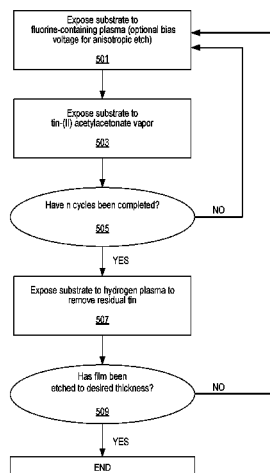 Expose substrate to
fluorine-containing plasma (optional bias
voltage for anisotropic etch)
501
Expose substrate to
tin-(II) acetylacetonate vapor
503
Have n cycles been completed?
505
NO
YES
Expose substrate to hydrogen plasma to
remove residual tin
507
Has film been
etched to desired thickness?
509
NO
YES
END